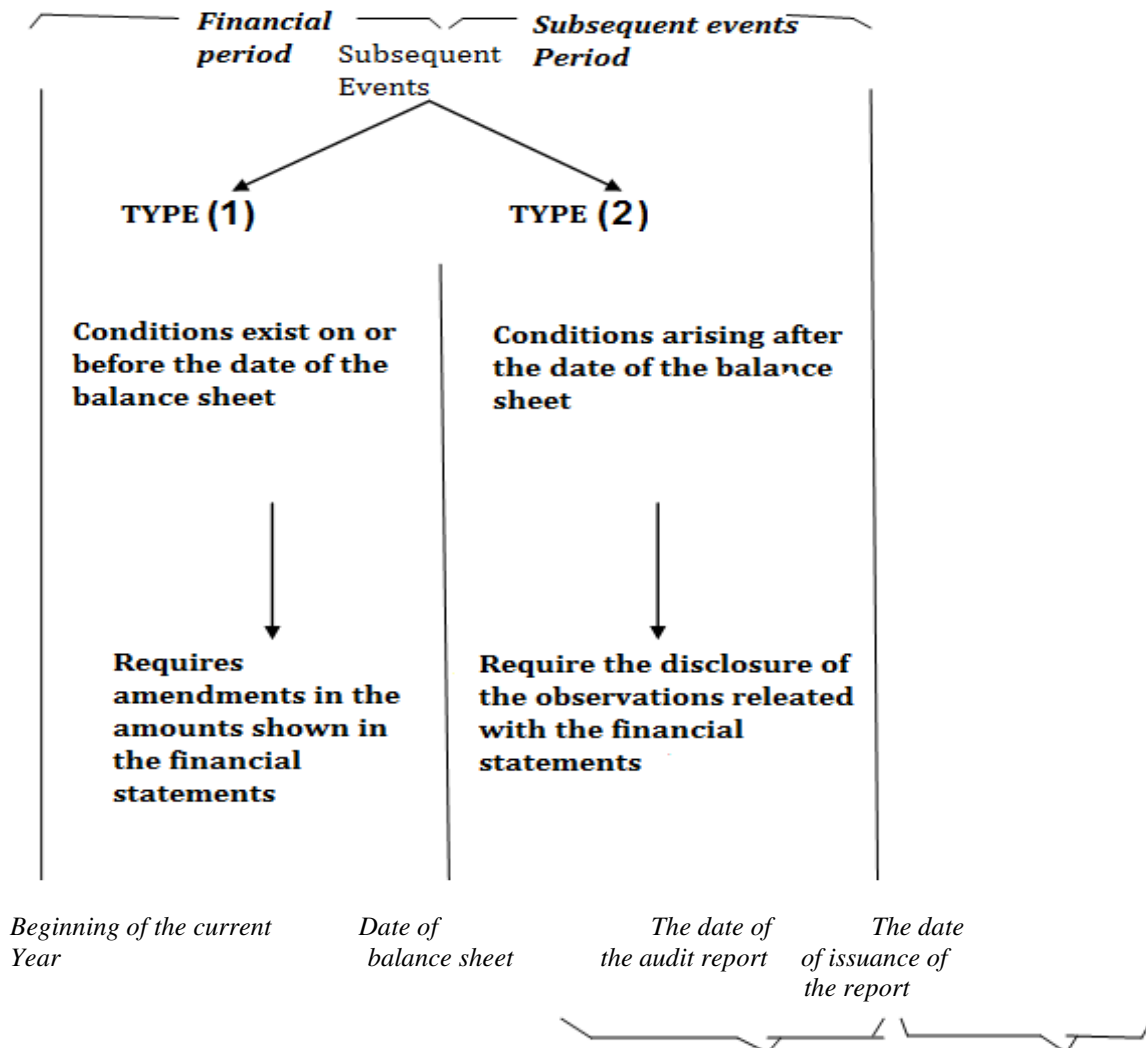 Financial
period
Subsequent events
Period
Subsequent
Events
TYPE (1)
TYPE (2)
Conditions exist on or
before the date of the
balance sheet
Conditions arising after
the date of the balance
sheet
Requires
amendments in the
amounts shown in
the financial
statements
Require the disclosure of
the observations releated
with the financial
statements
Beginning of the current
Year
Date of
balance sheet
The date of
the audit report
The date
of issuance of
the report